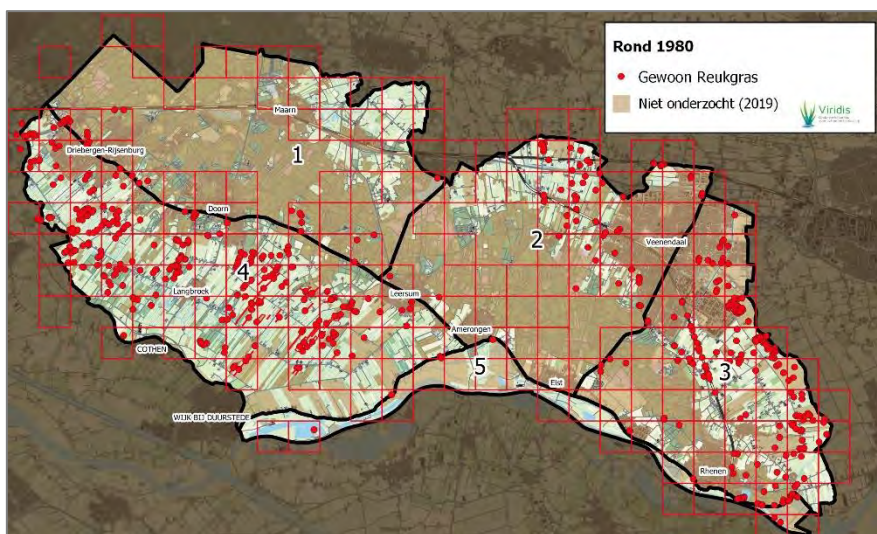 Rond 1980
Gewoon Reukgras
Niet onderzocht (2019)
Viridis
Maarn
Driebergen-Rijsenburg
1
Doorn
2
Veenendaal
4
Langbroek
Leersum
Amerongen
COTHEN
5
3
Elst
WIJK BIJ DUURSTEDE
Rhenen